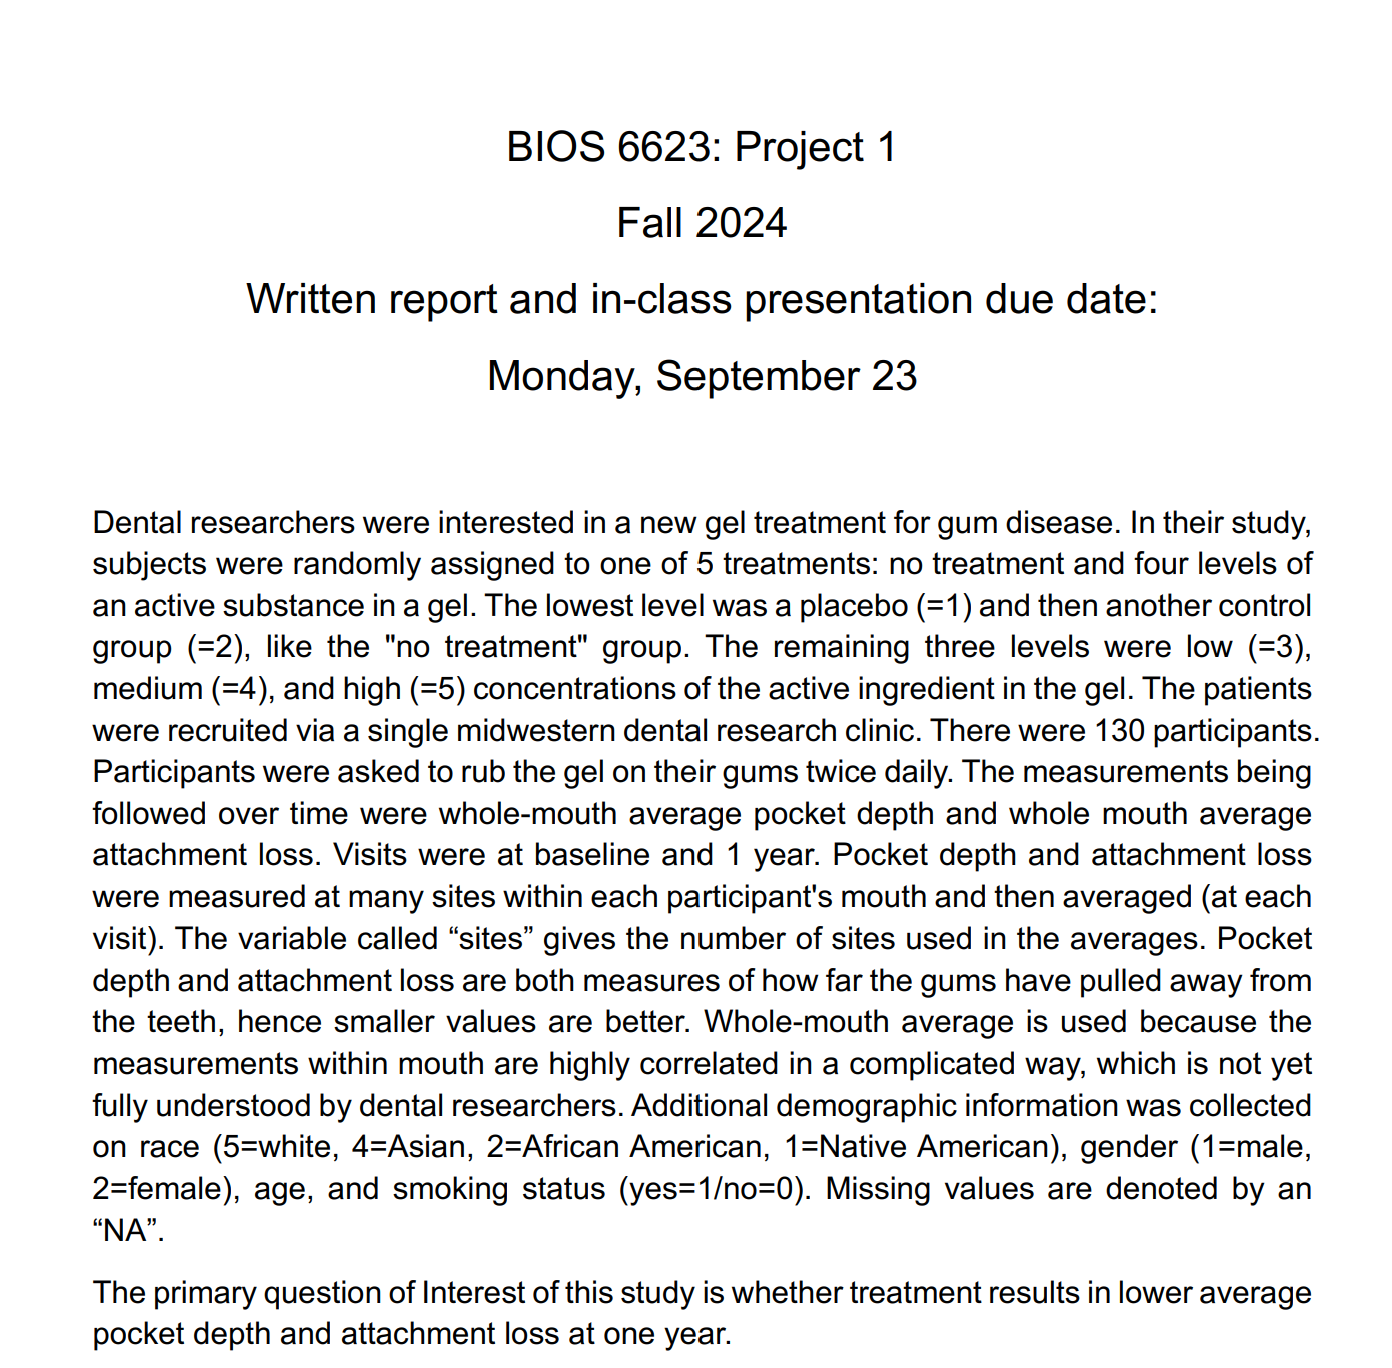 BIOS 6623: Project 1
Fall 2024
Written report and in-class presentation due date:
Monday, September 23
Dental researchers were interested in a new gel treatment for gum disease. In their study,
subjects were randomly assigned to one of 5 treatments: no treatment and four levels of
an active substance in a gel. The lowest level was a placebo (=1) and then another control
group (=2), like the "no treatment" group. The remaining three levels were low (=3),
medium (=4), and high (=5) concentrations of the active ingredient in the gel. The patients
were recruited via a single midwestern dental research clinic. There were 130 participants.
Participants were asked to rub the gel on their gums twice daily. The measurements being
followed over time were whole-mouth average pocket depth and whole mouth average
attachment loss. Visits were at baseline and 1 year. Pocket depth and attachment loss
were measured at many sites within each participant's mouth and then averaged (at each
visit). The variable called “sites” gives the number of sites used in the averages. Pocket
depth and attachment loss are both measures of how far the gums have pulled away from
the teeth, hence smaller values are better. Whole-mouth average is used because the
measurements within mouth are highly correlated in a complicated way, which is not yet
fully understood by dental researchers. Additional demographic information was collected
on race (5=white, 4=Asian, 2=African American, 1=Native American), gender (1=male,
2=female), age, and smoking status (yes=1/no=0). Missing values are denoted by an
“NA”.
The primary question of Interest of this study is whether treatment results in lower average
pocket depth and attachment loss at one year.